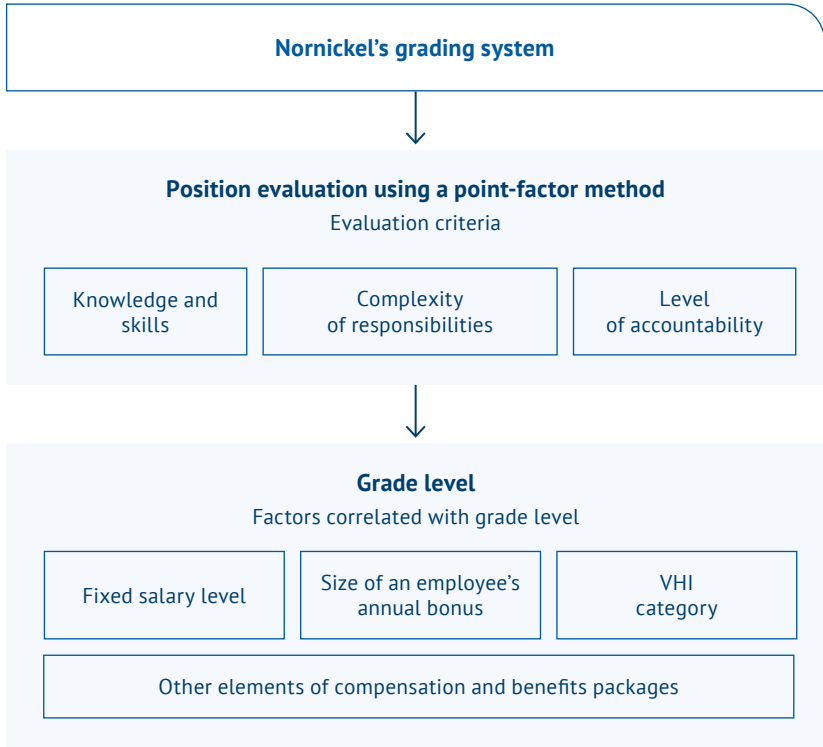 Nornickel’s grading system
Position evaluation using a point-factor method
Evaluation criteria
Knowledge and
skills
Complexity
of responsibilities
Level
of accountability
Grade level
Factors correlated with grade level
Fixed salary level
Size of an employee’s
annual bonus
VHI
category
Other elements of compensation and benefits packages